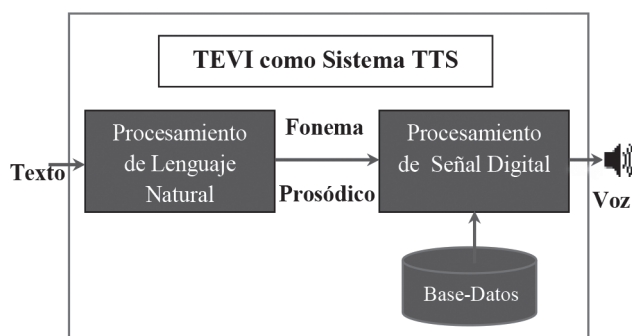 TEVI como Sistema TTS
Texto
Procesamiento
de Lenguaje
Natural
Fonema
Prosódico
Procesamiento
de Señal Digital
Voz
Base-Datos